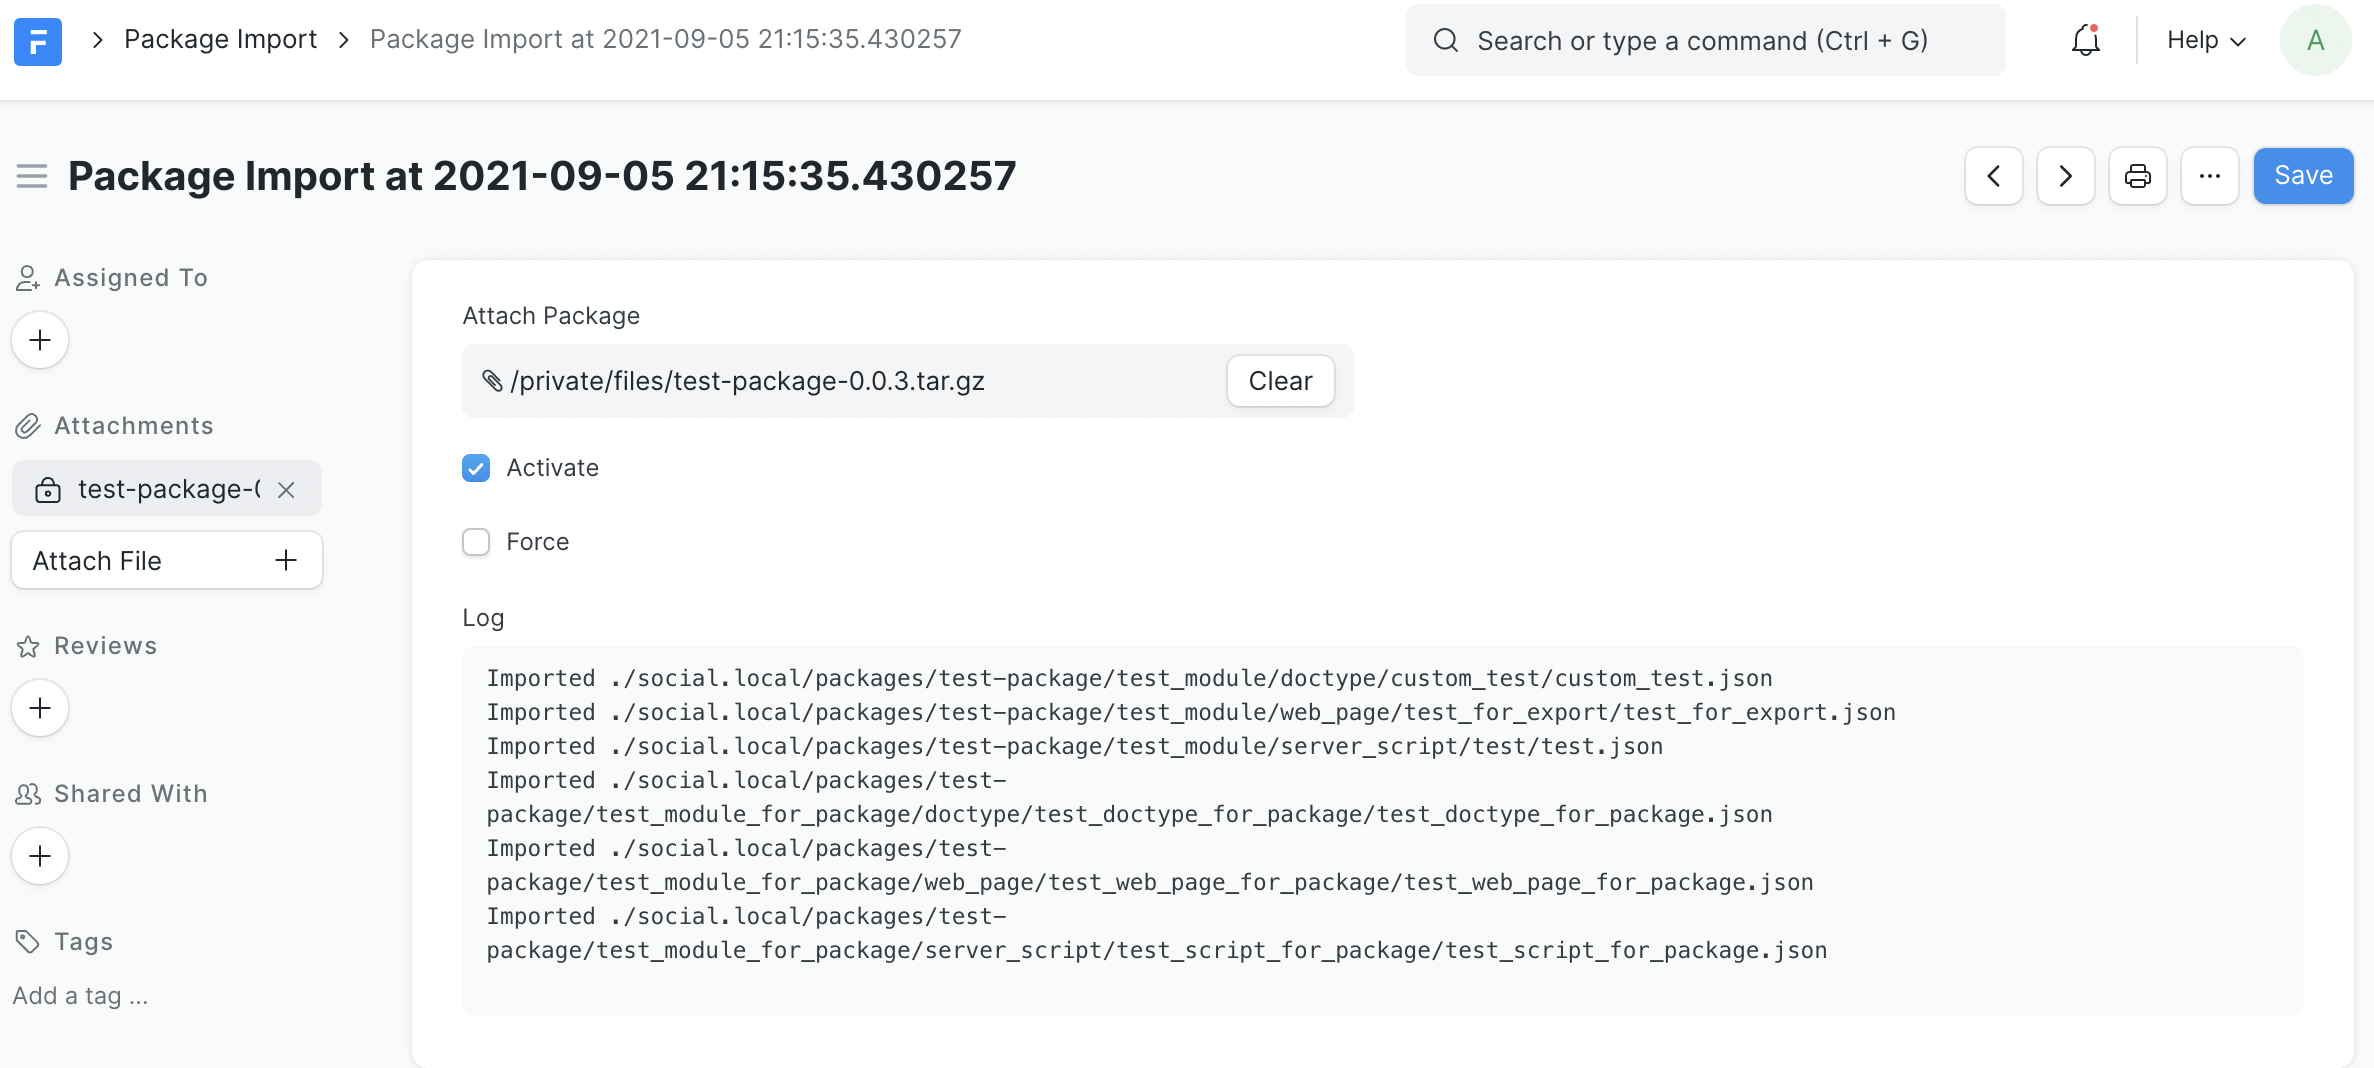 F
Package Import
Package Import at 2021-09-05 21:15:35.430257
Search or type a command (Ctrl + G)
Help
A
Package Import at 2021-09-05 21:15:35.430257
Save
Assigned To
Attachments
test-package-0
Attach File
Reviews
Shared With
Tags
Add a tag ...
Attach Package
/private/files/test-package-0.0.3.tar.gz
Clear
Activate
Force
Log
Imported ./social.local/packages/test-package/test_module/doctype/custom_test/custom_test.json
Imported ./social.local/packages/test-package/test_module/web_page/test_for_export/test_for_export.json
Imported ./social.local/packages/test-package/test_module/server_script/test/test.json
Imported ./social.local/packages/test-
package/test_module_for_package/doctype/test_doctype_for_package/test_doctype_for_package.json
Imported ./social.local/packages/test-
package/test_module_for_package/web_page/test_web_page_for_package/test_web_page_for_package.json
Imported ./social.local/packages/test-
package/test_module_for_package/server_script/test_script_for_package/test_script_for_package.json